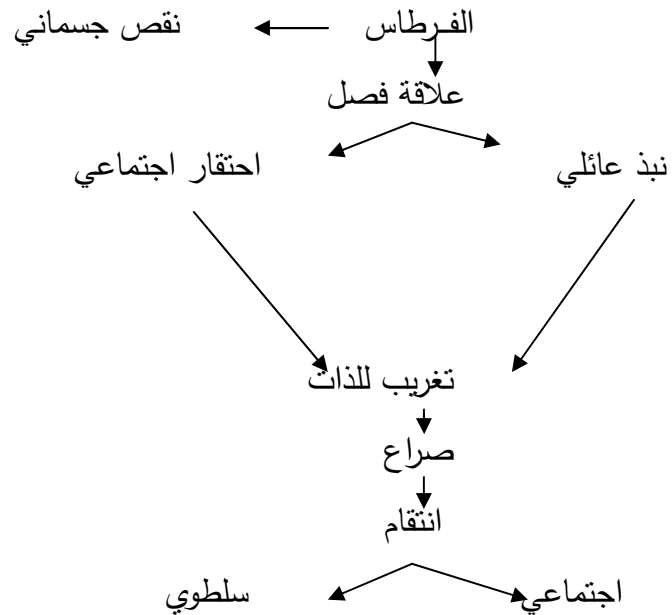 الفرطاس نقص جسماني
علاقة فصل
نبذ عائلي احتقار اجتماعي
تغريب للذات
صراع
انتقام
اجتماعي سلطوي